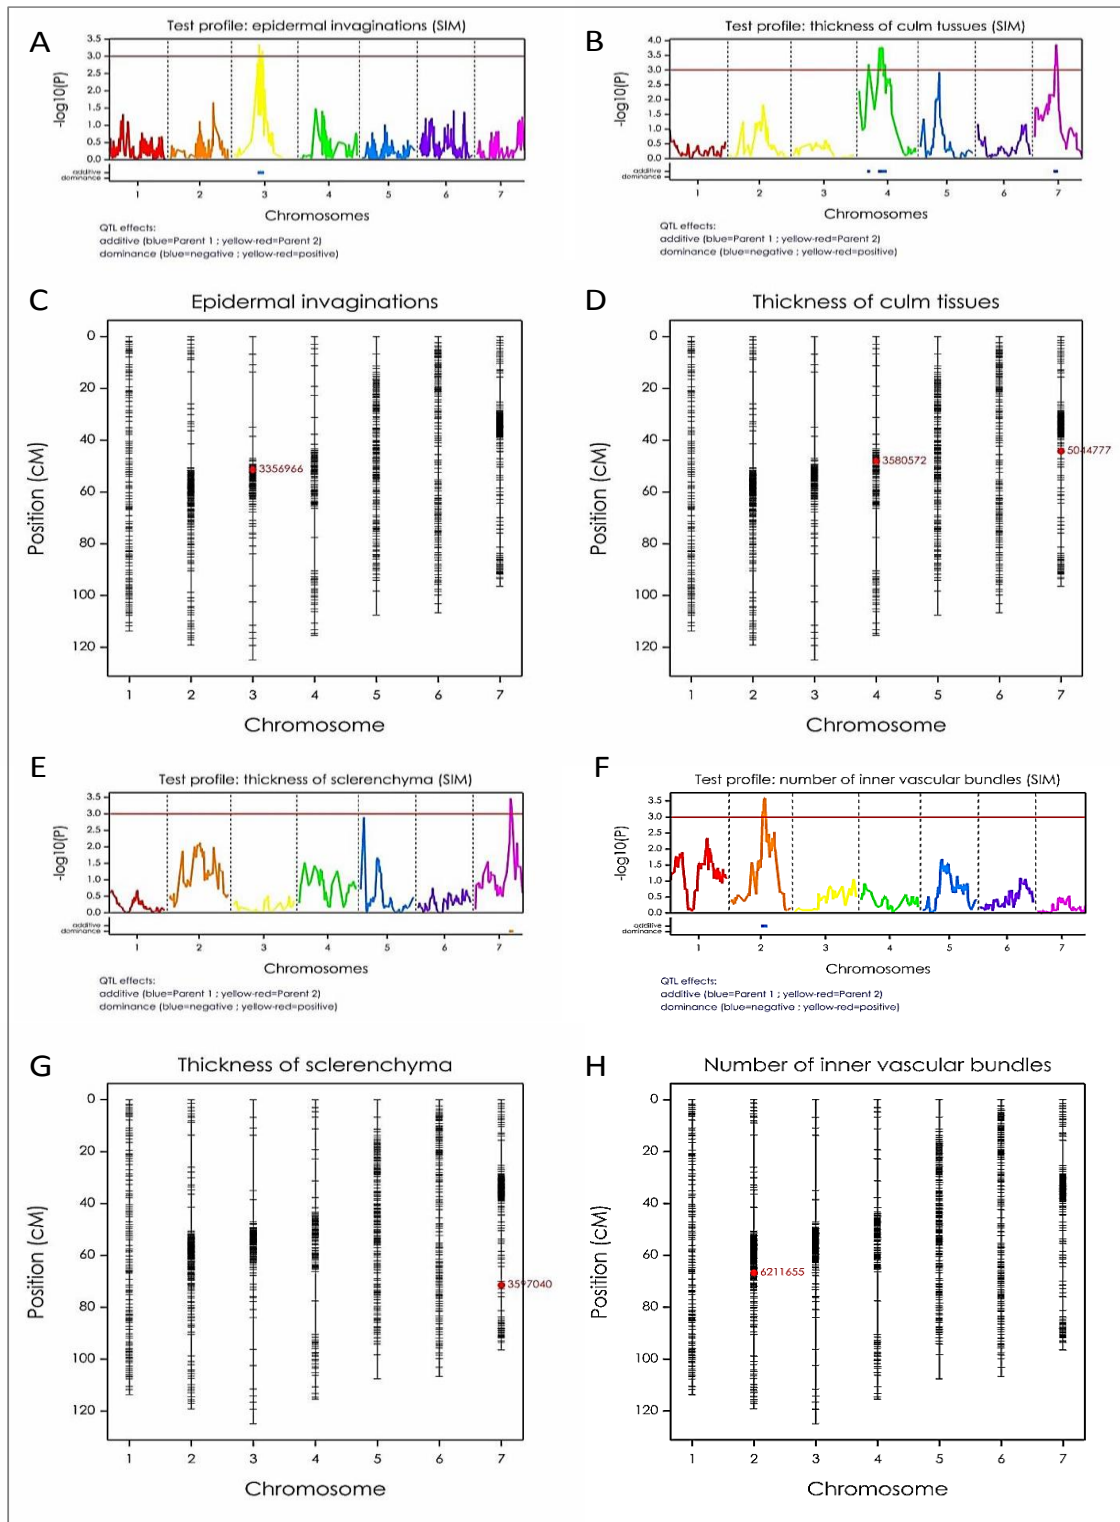 A
Test profile: epidermal invaginations (SIM)
-log10(P)
3.5
3.0
2.5
2.0
1.5
1.0
0.5
0.0
additive
dominance
1 2 3 4 5 6 7
Chromosomes
QTL effects:
additive (blue=Parent 1 ; yellow-red=Parent 2)
dominance (blue=negative ; yellow-red=positive)
B
Test profile: thickness of culm tissues (SIM)
-log10(P)
4.0
3.5
3.0
2.5
2.0
1.5
1.0
0.5
0.0
additive
dominance
1 2 3 4 5 6 7
Chromosomes
QTL effects:
additive (blue=Parent 1 ; yellow-red=Parent 2)
dominance (blue=negative ; yellow-red=positive)
C
Epidermal invaginations
Position (cM)
0
20
40
60
80
100
120
3356966
1 2 3 4 5 6 7
Chromosome
D
Thickness of culm tissues
Position (cM)
0
20
40
60
80
100
120
5044777
3580572
1 2 3 4 5 6 7
Chromosome
E
Test profile: thickness of sclerenchyma (SIM)
-log10(P)
3.5
3.0
2.5
2.0
1.5
1.0
0.5
0.0
additive
dominance
1 2 3 4 5 6 7
Chromosomes
QTL effects:
additive (blue=Parent 1 ; yellow-red=Parent 2)
dominance (blue=negative ; yellow-red=positive)
F
Test profile: number of inner vascular bundles (SIM)
-log10(P)
3.5
3.0
2.5
2.0
1.5
1.0
0.5
0.0
additive
dominance
1 2 3 4 5 6 7
Chromosomes
QTL effects:
additive (blue=Parent 1 ; yellow-red=Parent 2)
dominance (blue=negative ; yellow-red=positive)
G
Thickness of sclerenchyma
Position (cM)
0
20
40
60
80
100
120
3597040
1 2 3 4 5 6 7
Chromosome
H
Number of inner vascular bundles
Position (cM)
0
20
40
60
80
100
120
6211655
1 2 3 4 5 6 7
Chromosome